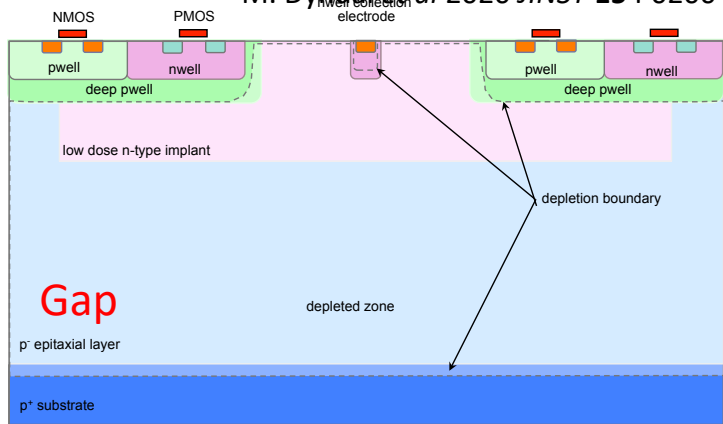 NMOS
PMOS
nwell collection
electrode
pwell
nwell
pwell
nwell
deep pwell
deep pwell
low dose n-type implant
depletion boundary
Gap
depleted zone
p⁻ epitaxial layer
p⁺ substrate